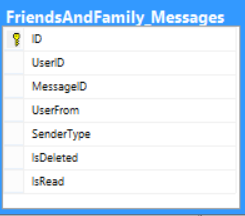 FriendsAndFamily_Messages
ID
UserID
MessageID
UserFrom
SenderType
IsDeleted
IsRead